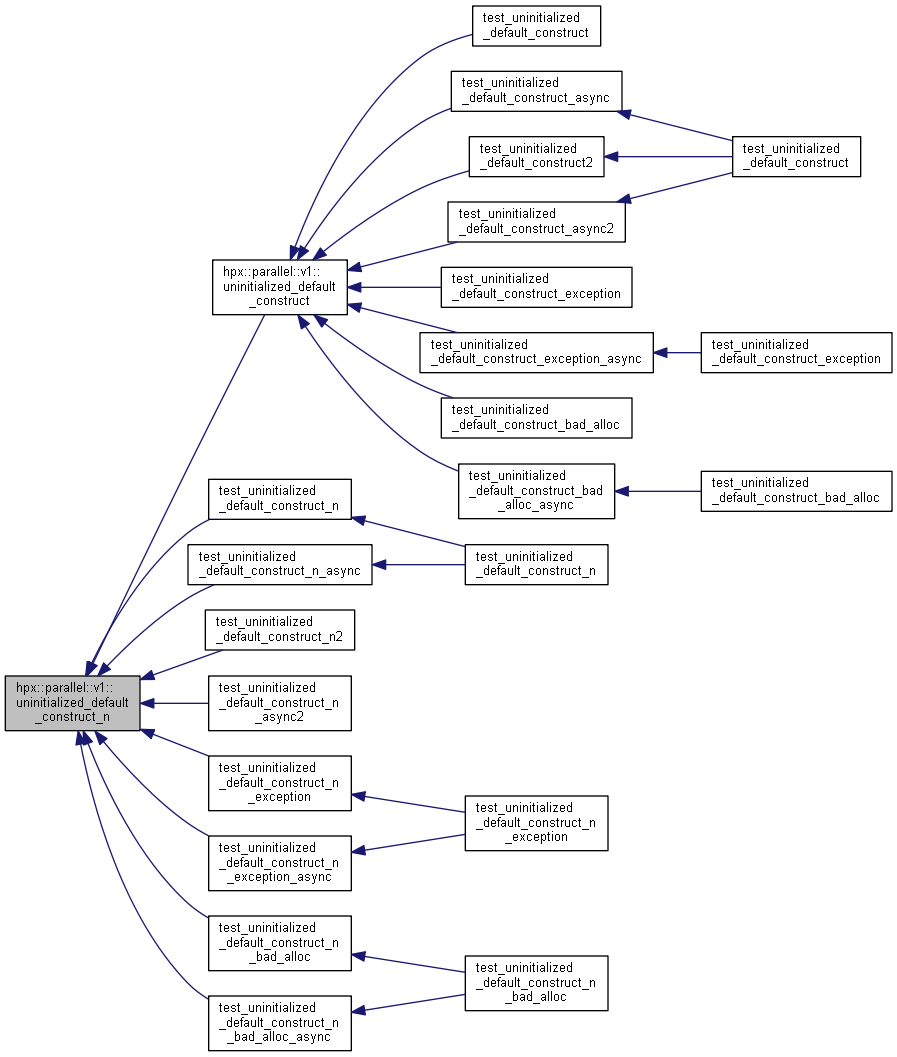 test_uninitialized
_default_construct
test_uninitialized
_default_construct_async
test_uninitialized
_default_construct2
test_uninitialized
_default_construct
test_uninitialized
_default_construct_async2
hpx::parallel::v1::
uninitialized_default
_construct
test_uninitialized
_default_construct_exception
test_uninitialized
_default_construct_exception_async
test_uninitialized
_default_construct_exception
test_uninitialized
_default_construct_bad_alloc
test_uninitialized
_default_construct_bad
_alloc_async
test_uninitialized
_default_construct_bad_alloc
test_uninitialized
_default_construct_n
test_uninitialized
_default_construct_n_async
test_uninitialized
_default_construct_n
test_uninitialized
_default_construct_n2
hpx::parallel::v1::
uninitialized_default
_construct_n
test_uninitialized
_default_construct_n
_async2
test_uninitialized
_default_construct_n
_exception
test_uninitialized
_default_construct_n
_exception
test_uninitialized
_default_construct_n
_exception_async
test_uninitialized
_default_construct_n
_bad_alloc
test_uninitialized
_default_construct_n
_bad_alloc
test_uninitialized
_default_construct_n
_bad_alloc_async